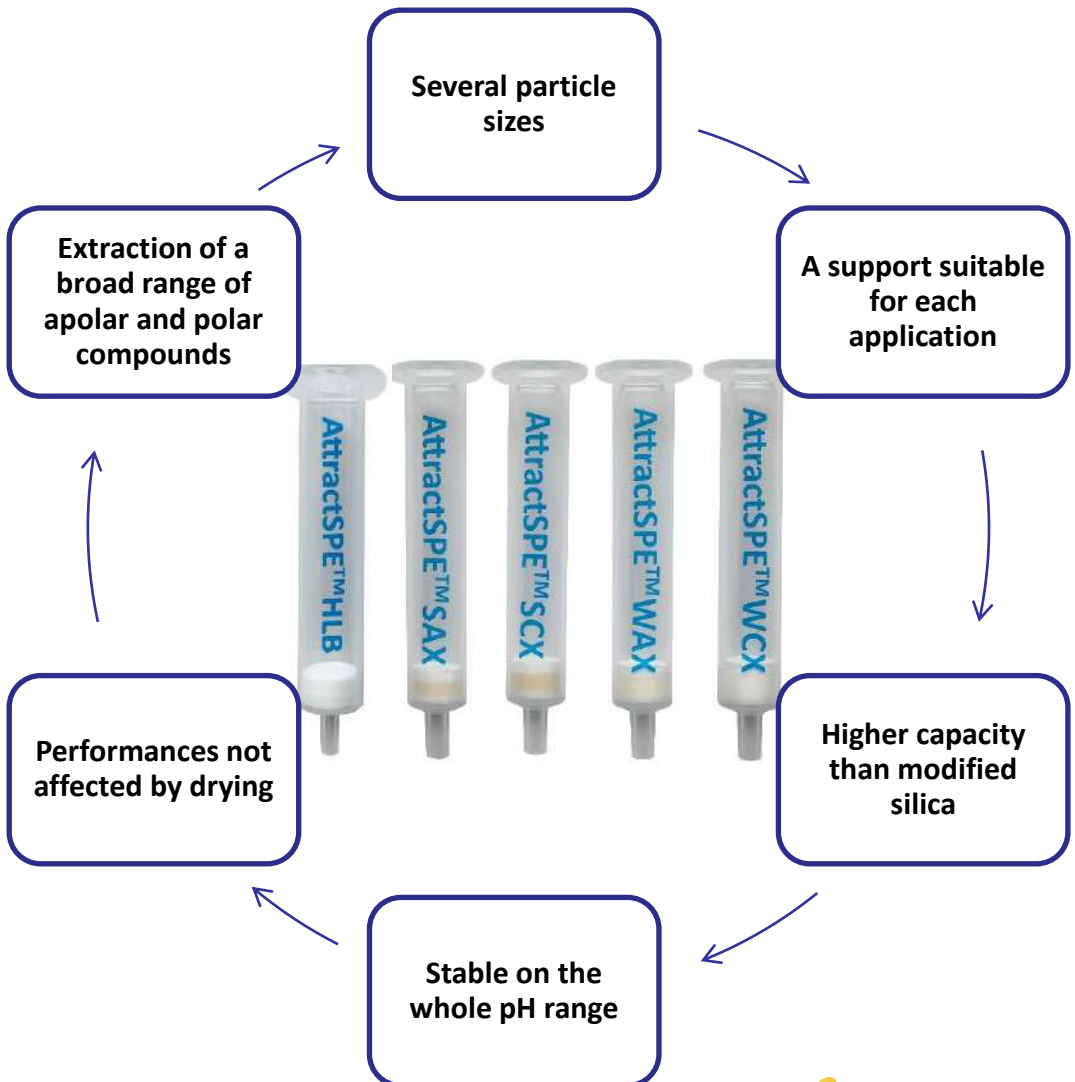 Several particle
sizes
A support suitable
for each
application
Higher capacity
than modified
silica
Stable on the
whole pH range
Performances not
affected by drying
Extraction of a
broad range of
apolar and polar
compounds
AttractSPE™HLB
AttractSPE™SAX
AttractSPE™SCX
AttractSPE™WAX
AttractSPE™WCX